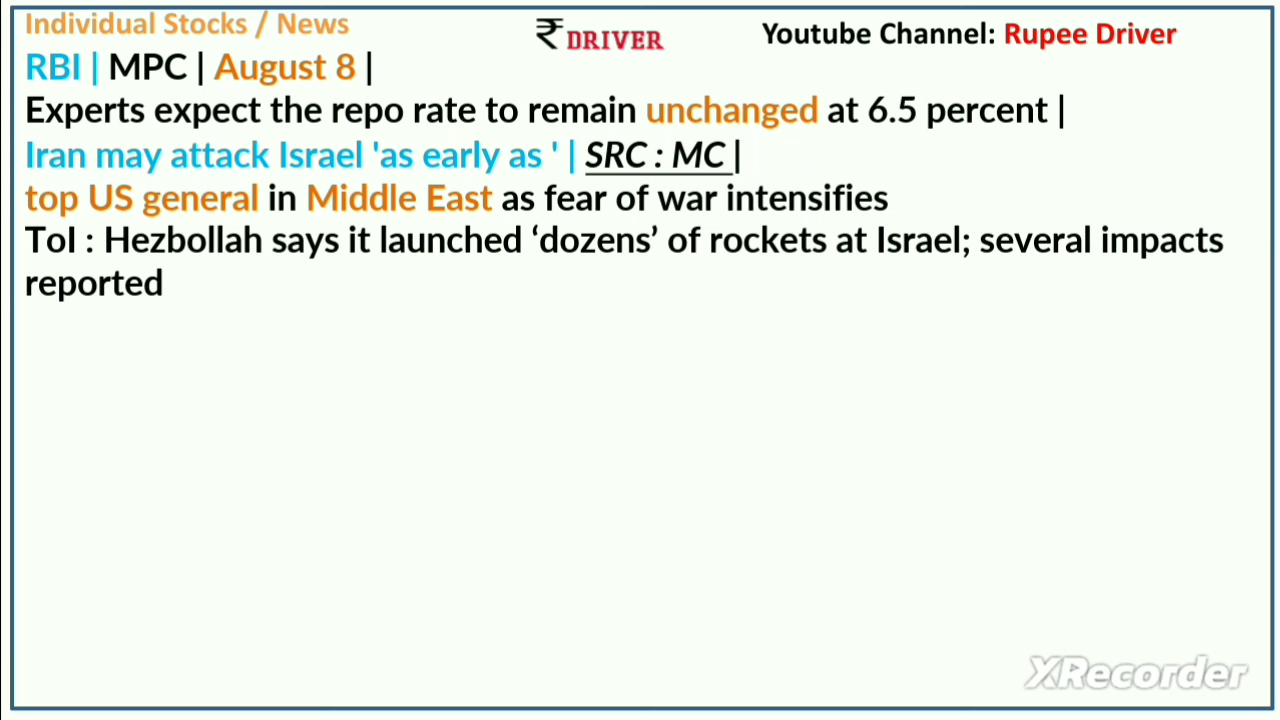 Individual Stocks / News
₹ DRIVER
Youtube Channel: Rupee Driver
RBI | MPC | August 8 |
Experts expect the repo rate to remain unchanged at 6.5 percent |
Iran may attack Israel 'as early as ' | SRC : MC |
top US general in Middle East as fear of war intensifies
ToI : Hezbollah says it launched ‘dozens’ of rockets at Israel; several impacts
reported
XRecorder